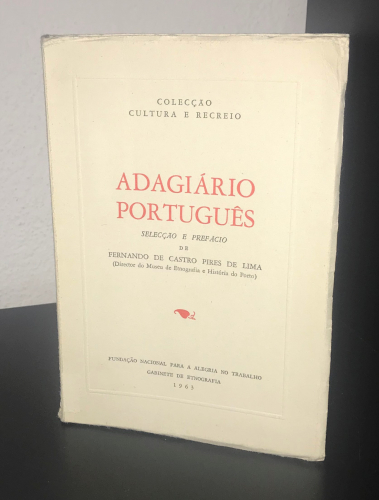 COLECÇÃO
CULTURA E RECREIO
ADAGIÁRIO
PORTUGUÊS
SELECÇÃO E PREFÁCIO
DE
FERNANDO DE CASTRO PIRES DE LIMA
(Director do Museu de Etnografia e História do Porto)
FUNDAÇÃO NACIONAL PARA A ALEGRIA NO TRABALHO
GABINETE DE ETNOGRAFIA
1963